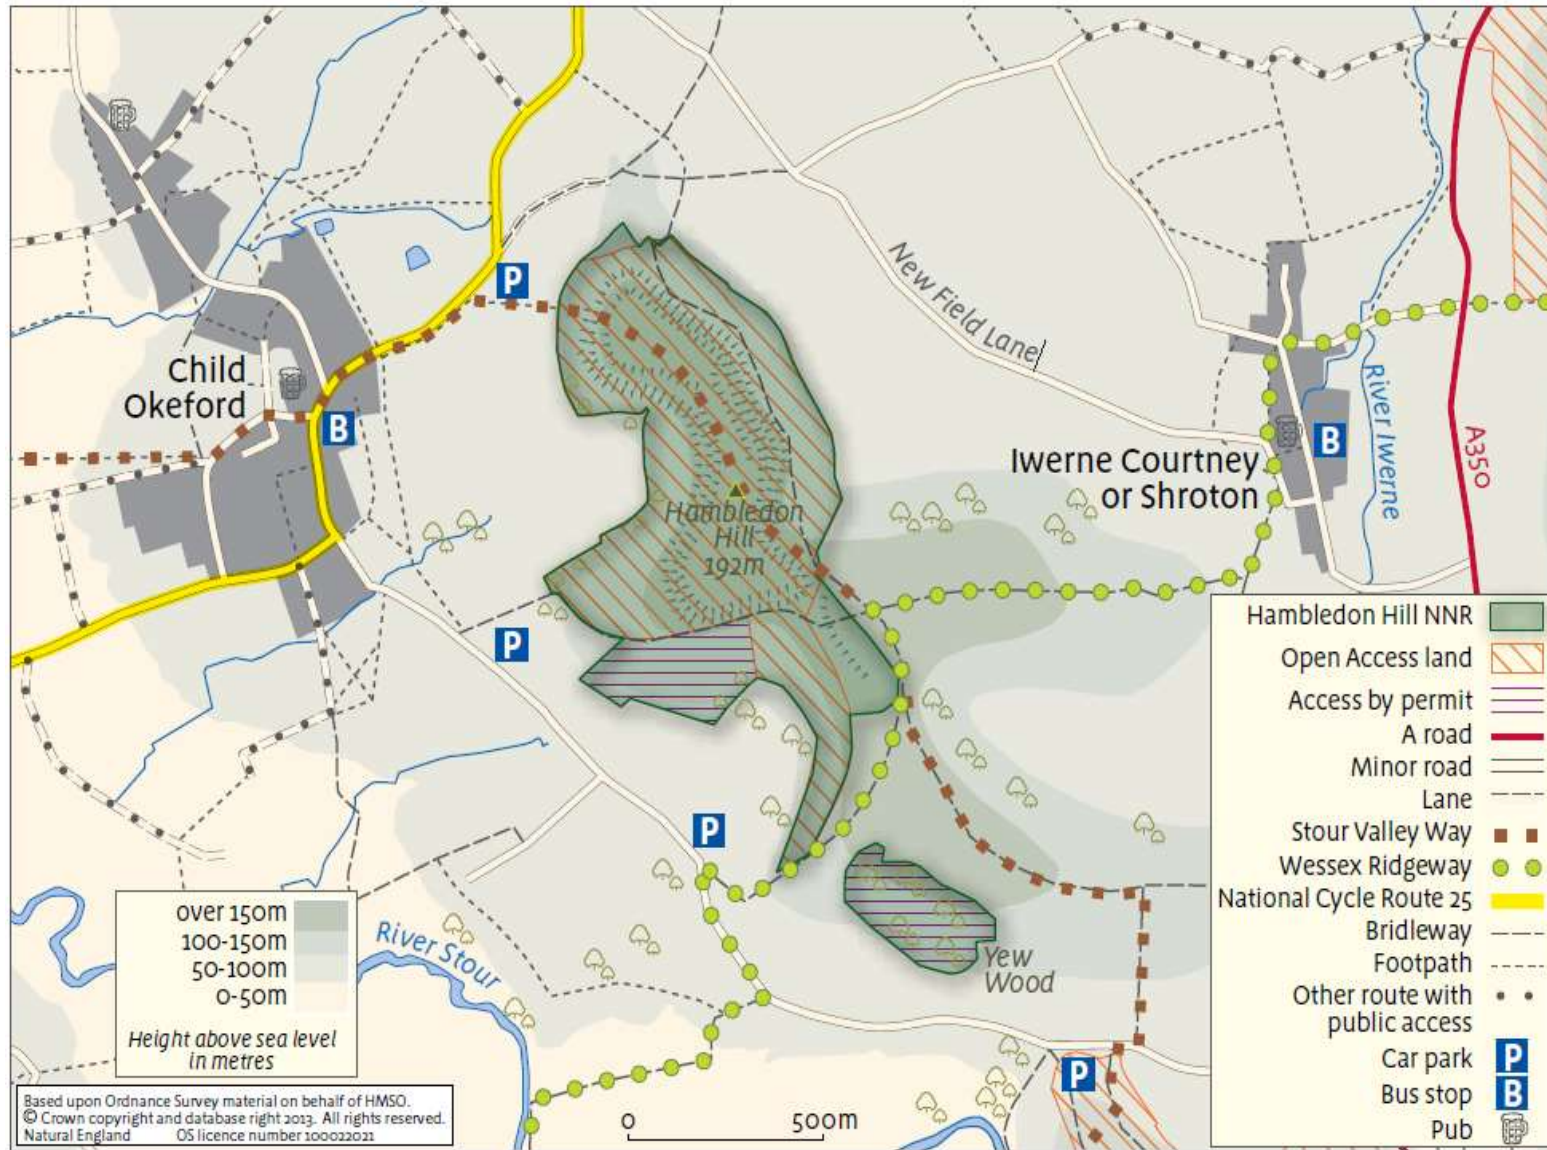 P
New Field Lane
Child
Okeford
B
Hambledon
Hill
192m
Iwerne Courtney
or Shroton
B
River Iwerne
A350
P
P
Yew
Wood
River Stour
P
over 150m
100-150m
50-100m
0-50m
Height above sea level
in metres
Based upon Ordnance Survey material on behalf of HMSO.
© Crown copyright and database right 2013. All rights reserved.
Natural England OS licence number 100022021
0 500m
Hambledon Hill NNR
Open Access land
Access by permit
A road
Minor road
Lane
Stour Valley Way
Wessex Ridgeway
National Cycle Route 25
Bridleway
Footpath
Other route with
public access
Car park P
Bus stop B
Pub